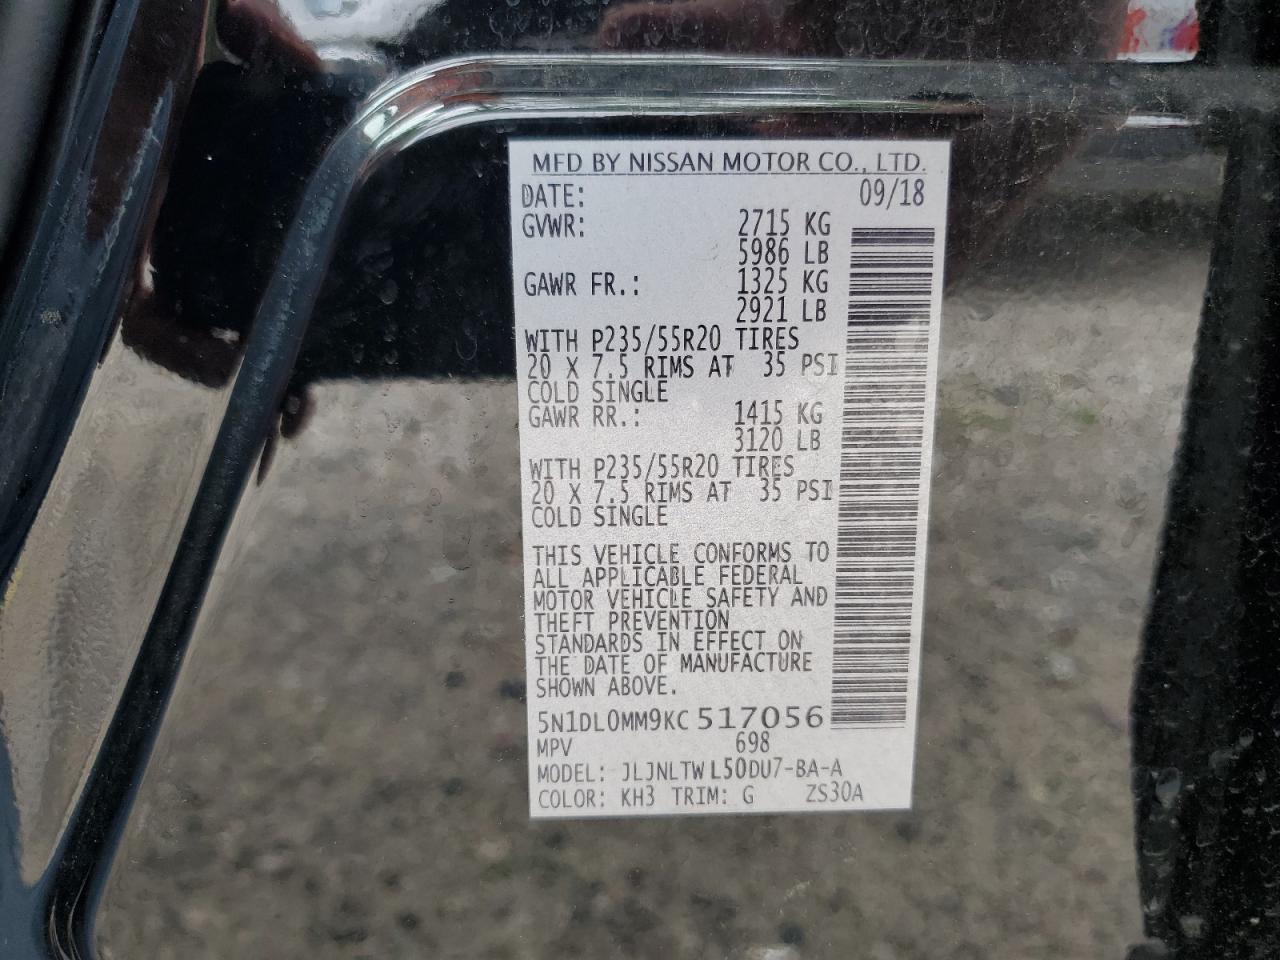 MFD BY NISSAN MOTOR CO., LTD.
DATE: 09/18
GVWR: 2715 KG
5986 LB
GAWR FR.: 1325 KG
2921 LB
WITH P235/55R20 TIRES
20 X 7.5 RIMS AT 35 PSI
COLD SINGLE
GAWR RR.: 1415 KG
3120 LB
WITH P235/55R20 TIRES
20 X 7.5 RIMS AT 35 PSI
COLD SINGLE
THIS VEHICLE CONFORMS TO
ALL APPLICABLE FEDERAL
MOTOR VEHICLE SAFETY AND
THEFT PREVENTION
STANDARDS IN EFFECT ON
THE DATE OF MANUFACTURE
SHOWN ABOVE.
5N1DL0MM9KC 517056
MPV 698
MODEL: JLJNLTWL50DU7-BA-A
COLOR: KH3 TRIM: G ZS30A